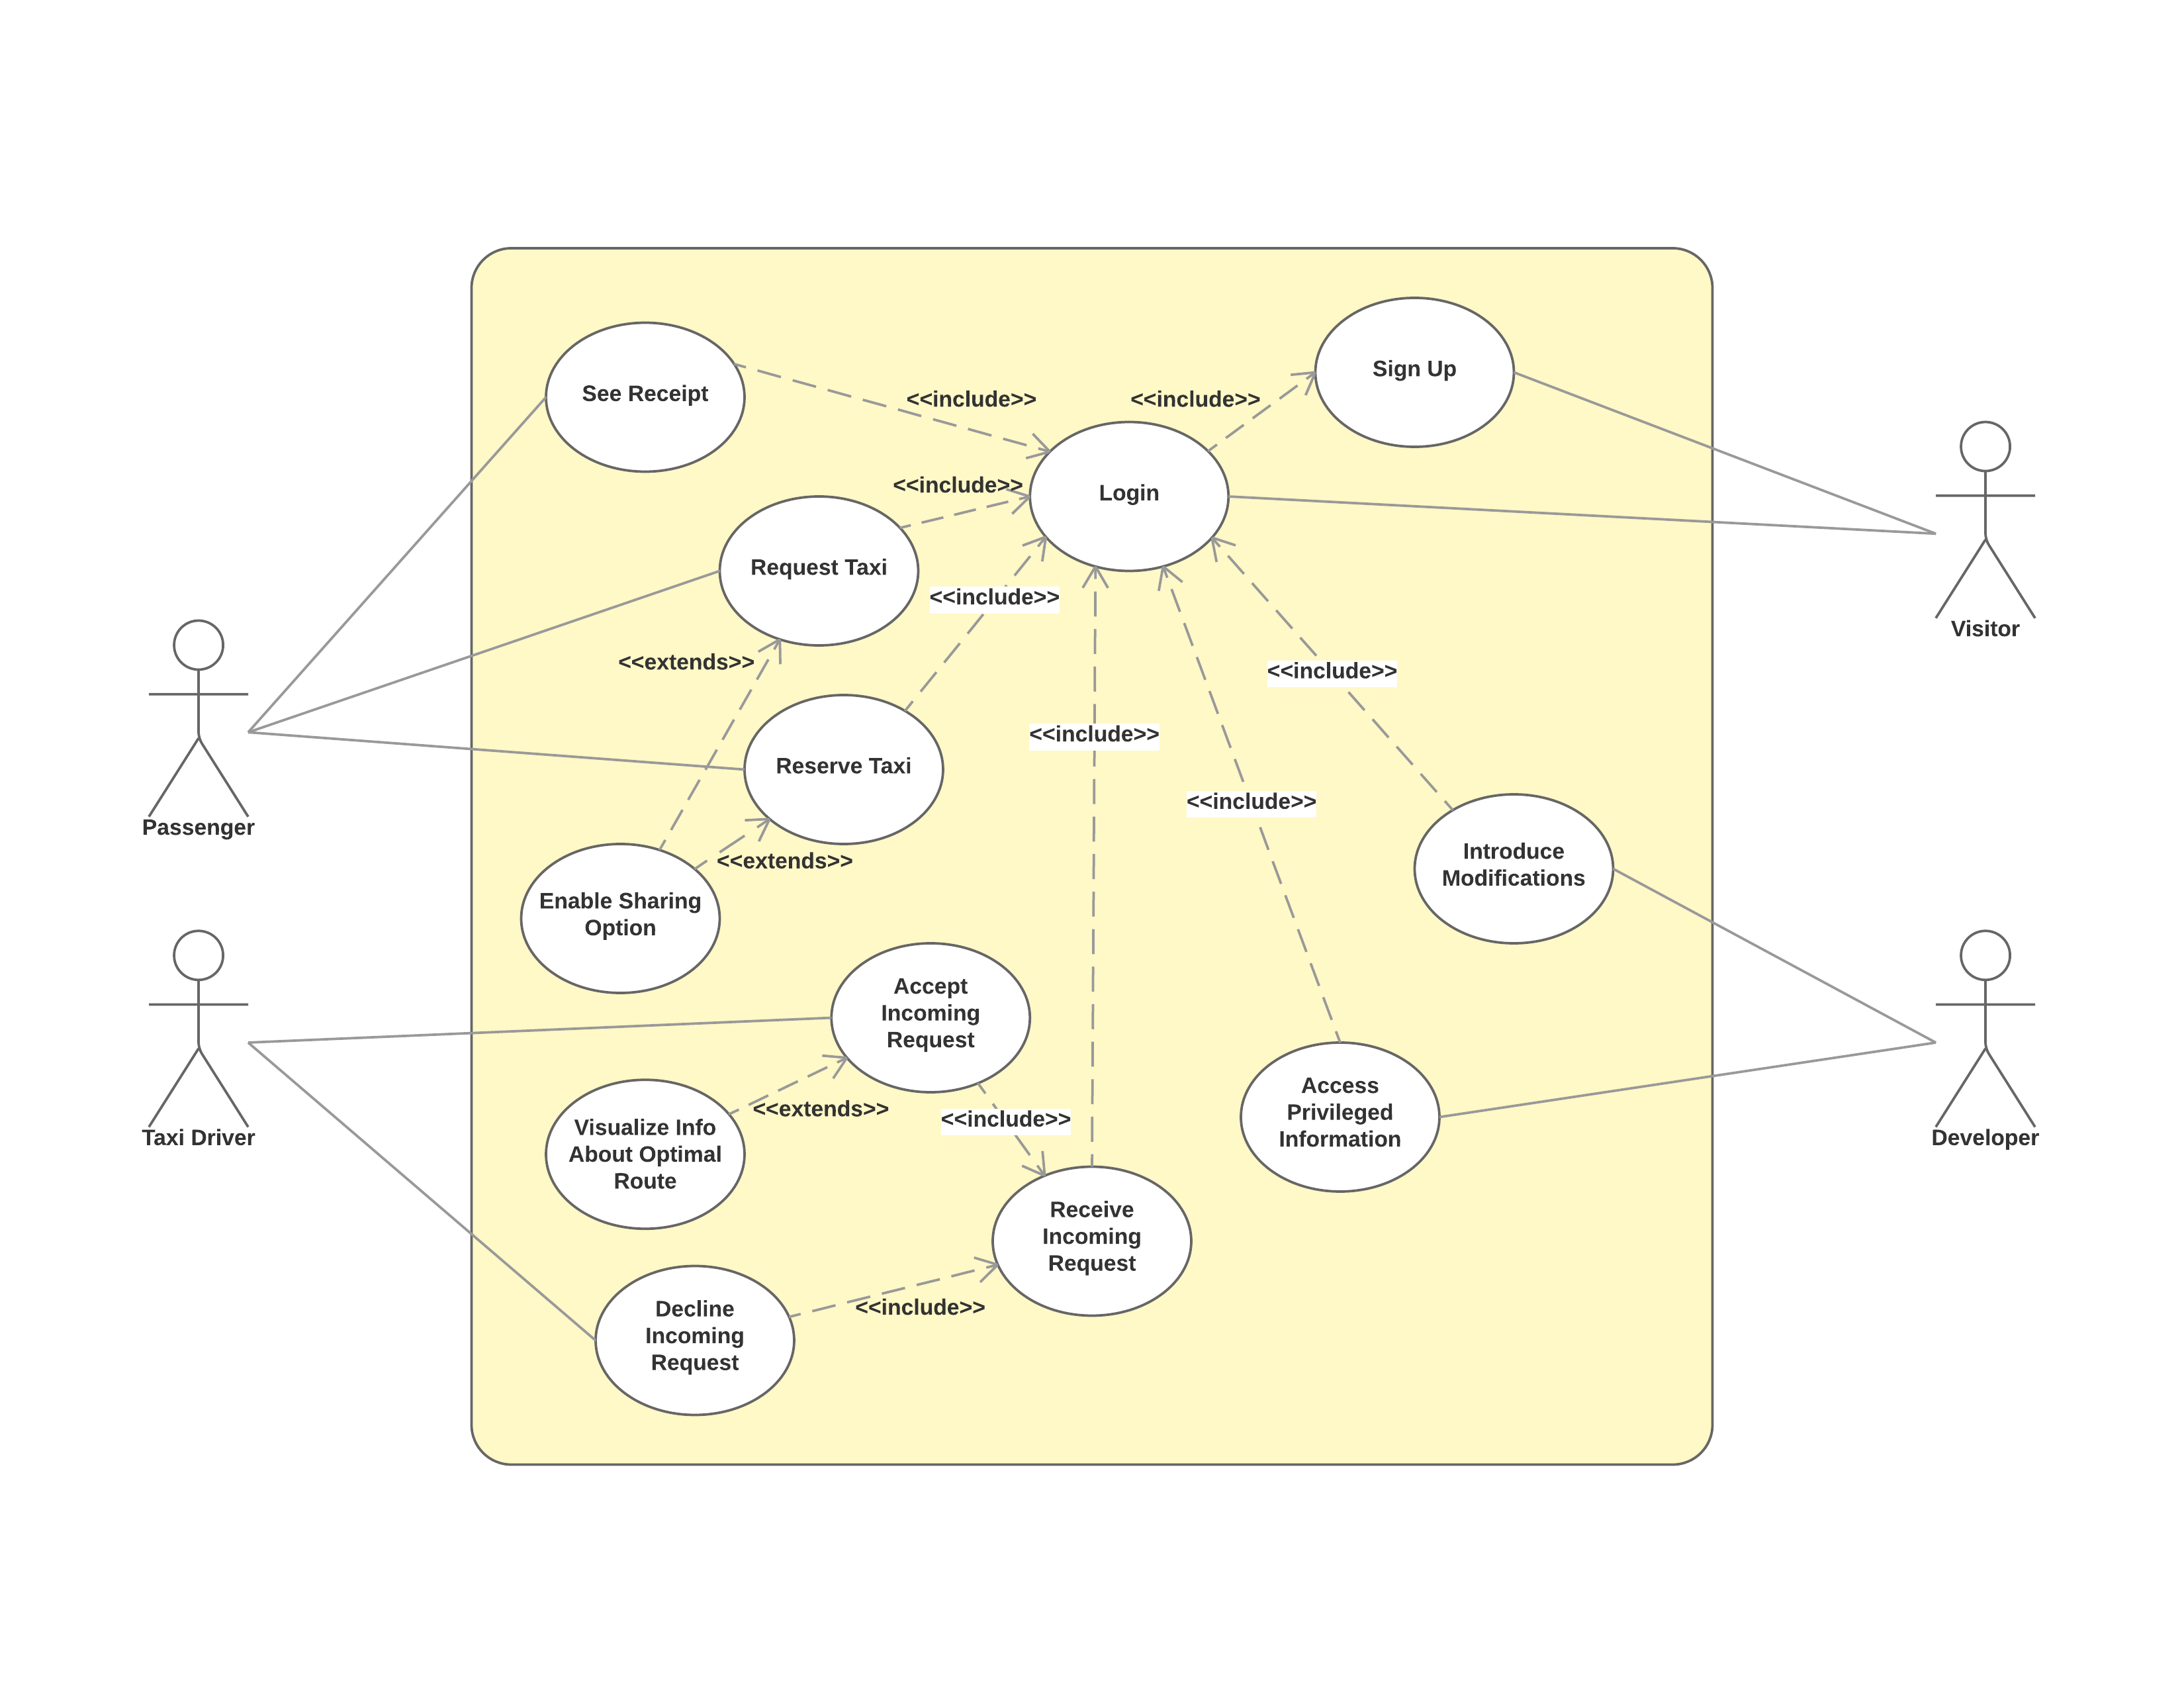 Sign Up
See Receipt
<<include>>
<<include>>
<<include>>
Login
Request Taxi
<<include>>
Visitor
<<extends>>
<<include>>
<<include>>
Reserve Taxi
<<include>>
Passenger
Introduce
Modifications
<<extends>>
Enable Sharing
Option
Accept
Incoming
Request
Access
Privileged
Information
<<extends>>
<<include>>
Visualize Info
About Optimal
Route
Taxi Driver
Developer
Receive
Incoming
Request
<<include>>
Decline
Incoming
Request